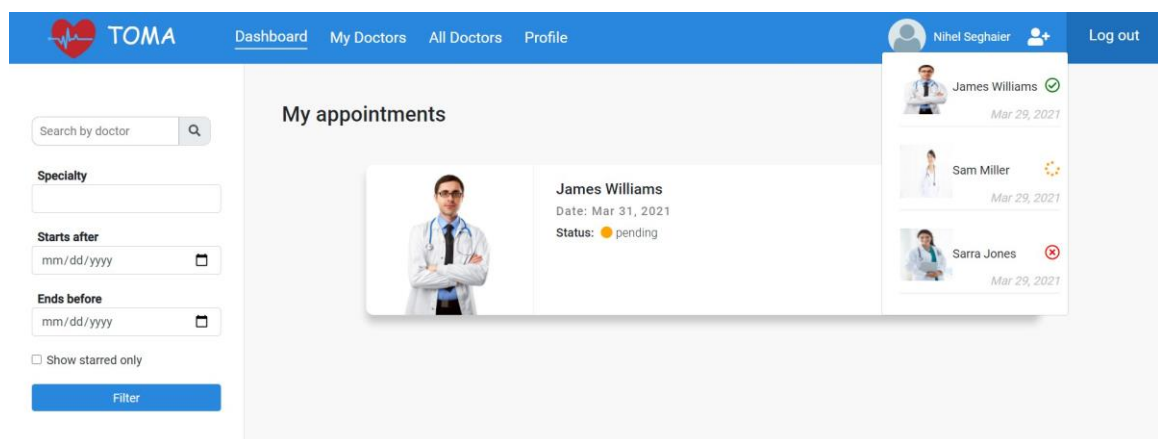 TOMA
Dashboard My Doctors All Doctors Profile
Nihel Seghaier
Log out
Search by doctor
Specialty
Starts after
mm/dd/yyyy
Ends before
mm/dd/yyyy
Show starred only
Filter
My appointments
James Williams
Date: Mar 31, 2021
Status: pending
James Williams
Mar 29, 2021
Sam Miller
Mar 29, 2021
Sarra Jones
Mar 29, 2021